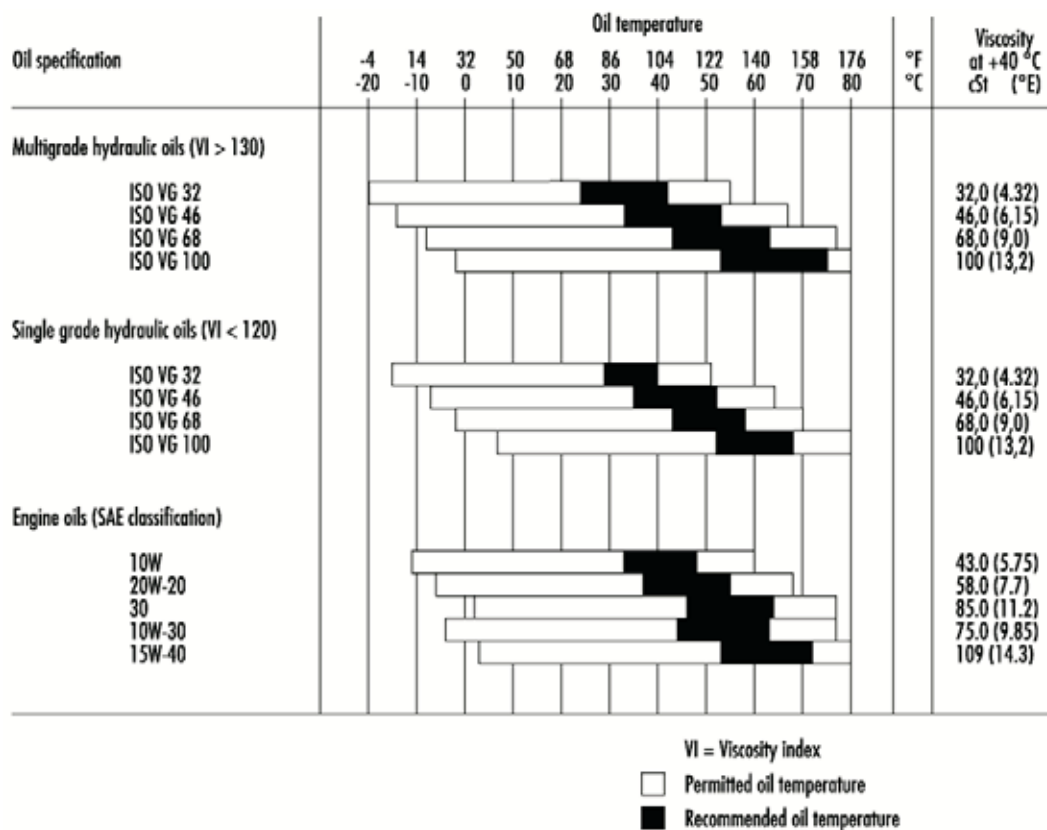 Oil temperature
Oil specification -4 14 32 50 68 86 104 122 140 158 176 °F Viscosity at +40 °C
-20 -10 0 10 20 30 40 50 60 70 80 °C cSt (°E)
Multigrade hydraulic oils (VI > 130)
ISO VG 32 32,0 (4.32)
ISO VG 46 46,0 (6,15)
ISO VG 68 68,0 (9,0)
ISO VG 100 100 (13,2)
Single grade hydraulic oils (VI < 120)
ISO VG 32 32,0 (4.32)
ISO VG 46 46,0 (6,15)
ISO VG 68 68,0 (9,0)
ISO VG 100 100 (13,2)
Engine oils (SAE classification)
10W 43.0 (5.75)
20W-20 58.0 (7.7)
30 85.0 (11.2)
10W-30 75.0 (9.85)
15W-40 109 (14.3)
VI = Viscosity index
Permitted oil temperature
Recommended oil temperature